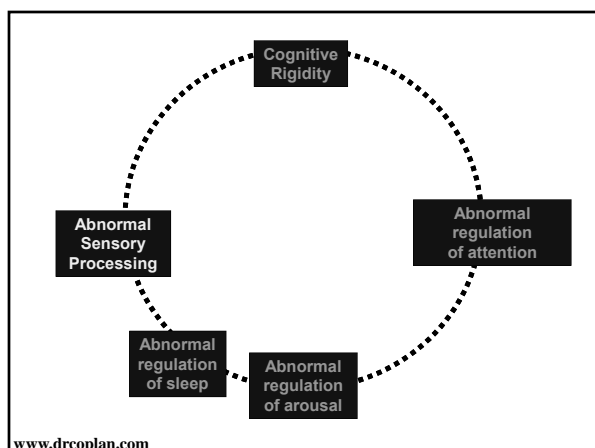 Cognitive
Rigidity
Abnormal
Sensory
Processing
Abnormal
regulation
of attention
Abnormal
regulation
of sleep
Abnormal
regulation
of arousal
www.drcoplan.com